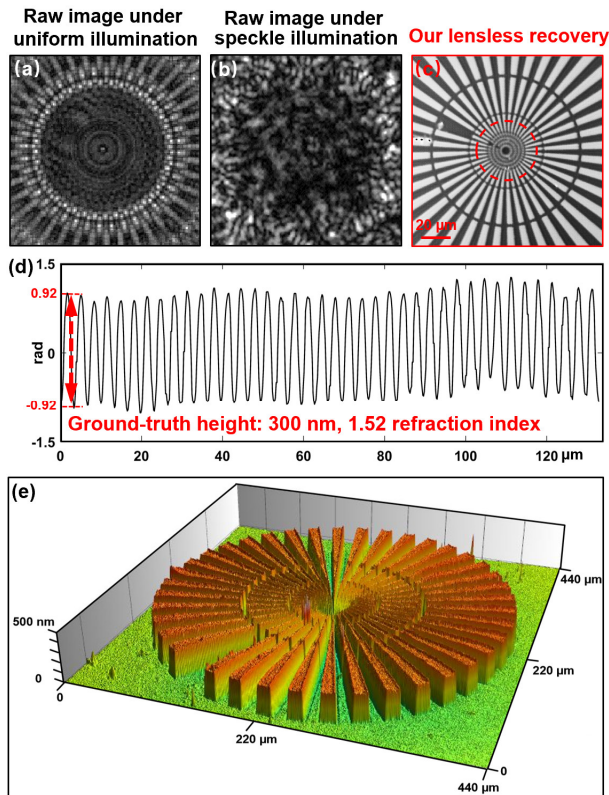 Raw image under
uniform illumination
Raw image under
speckle illumination
Our lensless recovery
(a)
(b)
(c)
20 μm
(d)
1.5
0.92
rad
0
-0.92
-1.5
Ground-truth height: 300 nm, 1.52 refraction index
0
20
40
60
80
100
120
μm
(e)
500 nm
0
0
220 μm
440 μm
0
220 μm
440 μm